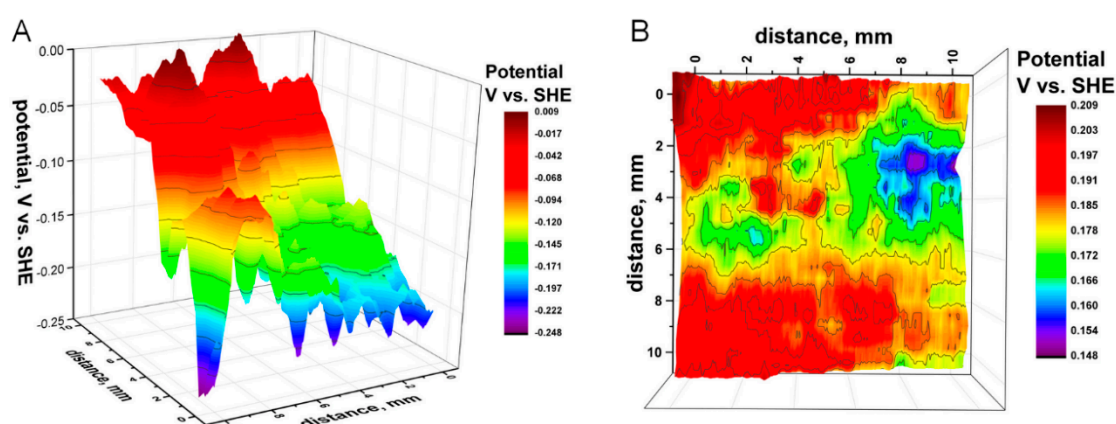 A
0.00
-0.05
-0.10
-0.15
-0.20
-0.25
potential, V vs. SHE
distance, mm
distance, mm
Potential
V vs. SHE
0.009
-0.017
-0.042
-0.068
-0.094
-0.120
-0.145
-0.171
-0.197
-0.222
-0.248
B
distance, mm
0 2 4 6 8 10
distance, mm
0
2
4
6
8
10
Potential
V vs. SHE
0.209
0.203
0.197
0.191
0.184
0.178
0.172
0.166
0.160
0.154
0.148